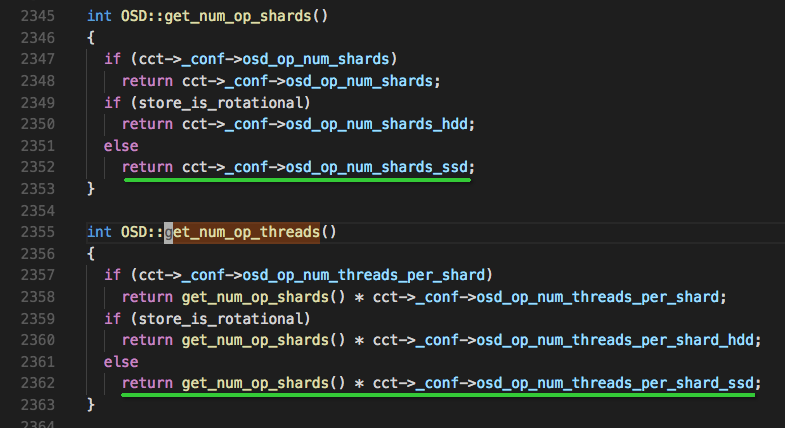 2345 int OSD::get_num_op_shards()
2346 {
2347   if (cct->_conf->osd_op_num_shards)
2348     return cct->_conf->osd_op_num_shards;
2349   if (store_is_rotational)
2350     return cct->_conf->osd_op_num_shards_hdd;
2351   else
2352     return cct->_conf->osd_op_num_shards_ssd;
2353 }
2354
2355 int OSD::get_num_op_threads()
2356 {
2357   if (cct->_conf->osd_op_num_threads_per_shard)
2358     return get_num_op_shards() * cct->_conf->osd_op_num_threads_per_shard;
2359   if (store_is_rotational)
2360     return get_num_op_shards() * cct->_conf->osd_op_num_threads_per_shard_hdd;
2361   else
2362     return get_num_op_shards() * cct->_conf->osd_op_num_threads_per_shard_ssd;
2363 }
2364